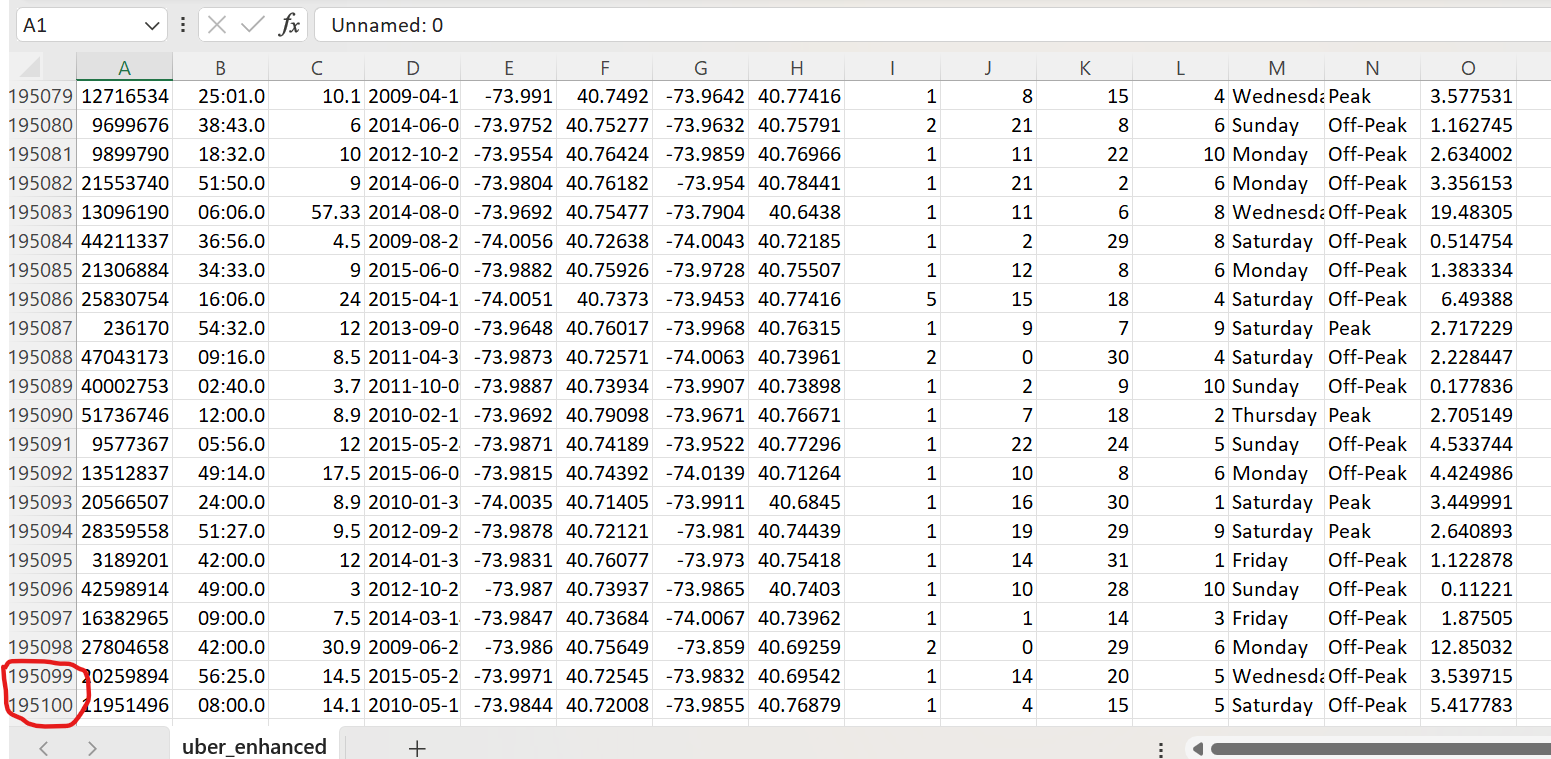 A1 fx Unnamed: 0
A B C D E F G H I J K L M N O
195079 12716534 25:01.0 10.1 2009-04-1 -73.991 40.7492 -73.9642 40.77416 1 8 15 4 Wednesda Peak 3.577531
195080 9699676 38:43.0 6 2014-06-0 -73.9752 40.75277 -73.9632 40.75791 2 21 8 6 Sunday Off-Peak 1.162745
195081 9899790 18:32.0 10 2012-10-2 -73.9554 40.76424 -73.9859 40.76966 1 11 22 10 Monday Off-Peak 2.634002
195082 21553740 51:50.0 9 2014-06-0 -73.9804 40.76182 -73.954 40.78441 1 21 2 6 Monday Off-Peak 3.356153
195083 13096190 06:06.0 57.33 2014-08-0 -73.9692 40.75477 -73.7904 40.6438 1 11 6 8 Wednesda Off-Peak 19.48305
195084 44211337 36:56.0 4.5 2009-08-2 -74.0056 40.72638 -74.0043 40.72185 1 2 29 8 Saturday Off-Peak 0.514754
195085 21306884 34:33.0 9 2015-06-0 -73.9882 40.75926 -73.9728 40.75507 1 12 8 6 Monday Off-Peak 1.383334
195086 25830754 16:06.0 24 2015-04-1 -74.0051 40.7373 -73.9453 40.77416 5 15 18 4 Saturday Off-Peak 6.49388
195087 236170 54:32.0 12 2013-09-0 -73.9648 40.76017 -73.9968 40.76315 1 9 7 9 Saturday Peak 2.717229
195088 47043173 09:16.0 8.5 2011-04-3 -73.9873 40.72571 -74.0063 40.73961 2 0 30 4 Saturday Off-Peak 2.228447
195089 40002753 02:40.0 3.7 2011-10-0 -73.9887 40.73934 -73.9907 40.73898 1 2 9 10 Sunday Off-Peak 0.177836
195090 51736746 12:00.0 8.9 2010-02-1 -73.9692 40.79098 -73.9671 40.76671 1 7 18 2 Thursday Peak 2.705149
195091 9577367 05:56.0 12 2015-05-2 -73.9871 40.74189 -73.9522 40.77296 1 22 24 5 Sunday Off-Peak 4.533744
195092 13512837 49:14.0 17.5 2015-06-0 -73.9815 40.74392 -74.0139 40.71264 1 10 8 6 Monday Off-Peak 4.424986
195093 20566507 24:00.0 8.9 2010-01-3 -74.0035 40.71405 -73.9911 40.6845 1 16 30 1 Saturday Peak 3.449991
195094 28359558 51:27.0 9.5 2012-09-2 -73.9878 40.72121 -73.981 40.74439 1 19 29 9 Saturday Peak 2.640893
195095 3189201 42:00.0 12 2014-01-3 -73.9831 40.76077 -73.973 40.75418 1 14 31 1 Friday Off-Peak 1.122878
195096 42598914 49:00.0 3 2012-10-2 -73.987 40.73937 -73.9865 40.7403 1 10 28 10 Sunday Off-Peak 0.11221
195097 16382965 09:00.0 7.5 2014-03-1 -73.9847 40.73684 -74.0067 40.73962 1 1 14 3 Friday Off-Peak 1.87505
195098 27804658 42:00.0 30.9 2009-06-2 -73.986 40.75649 -73.859 40.69259 2 0 29 6 Monday Off-Peak 12.85032
195099 20259894 56:25.0 14.5 2015-05-2 -73.9971 40.72545 -73.9832 40.69542 1 14 20 5 Wednesda Off-Peak 3.539715
195100 11951496 08:00.0 14.1 2010-05-1 -73.9844 40.72008 -73.9855 40.76879 1 4 15 5 Saturday Off-Peak 5.417783
uber_enhanced